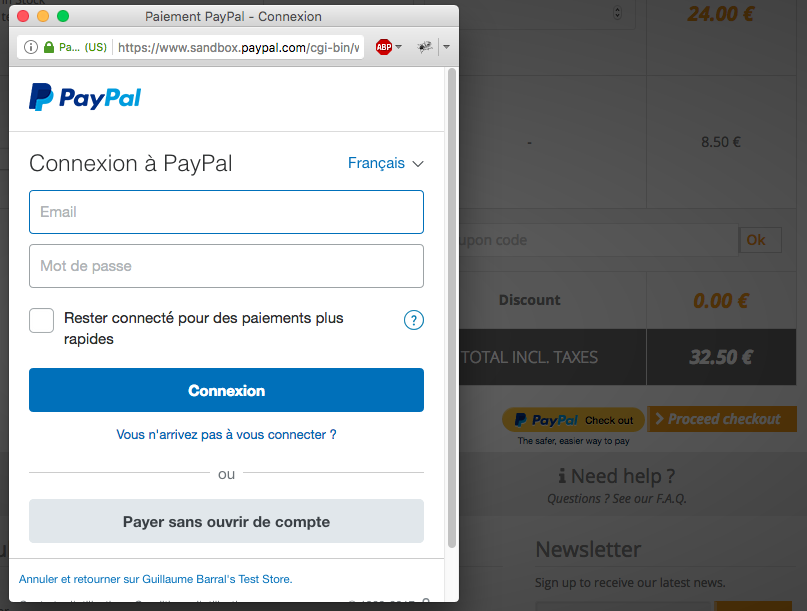 Paiement PayPal - Connexion
Pa... (US) https://www.sandbox.paypal.com/cgi-bin/
ABP
PayPal
Connexion à PayPal
Français
Email
Mot de passe
Rester connecté pour des paiements plus
rapides
?
Connexion
Vous n'arrivez pas à vous connecter ?
ou
Payer sans ouvrir de compte
Annuler et retourner sur Guillaume Barral's Test Store.
24.00 €
-
8.50 €
upon code
Ok
Discount
0.00 €
TOTAL INCL. TAXES
32.50 €
PayPal Check out
The safer, easier way to pay
Proceed checkout
Need help ?
Questions ? See our F.A.Q.
Newsletter
Sign up to receive our latest news.